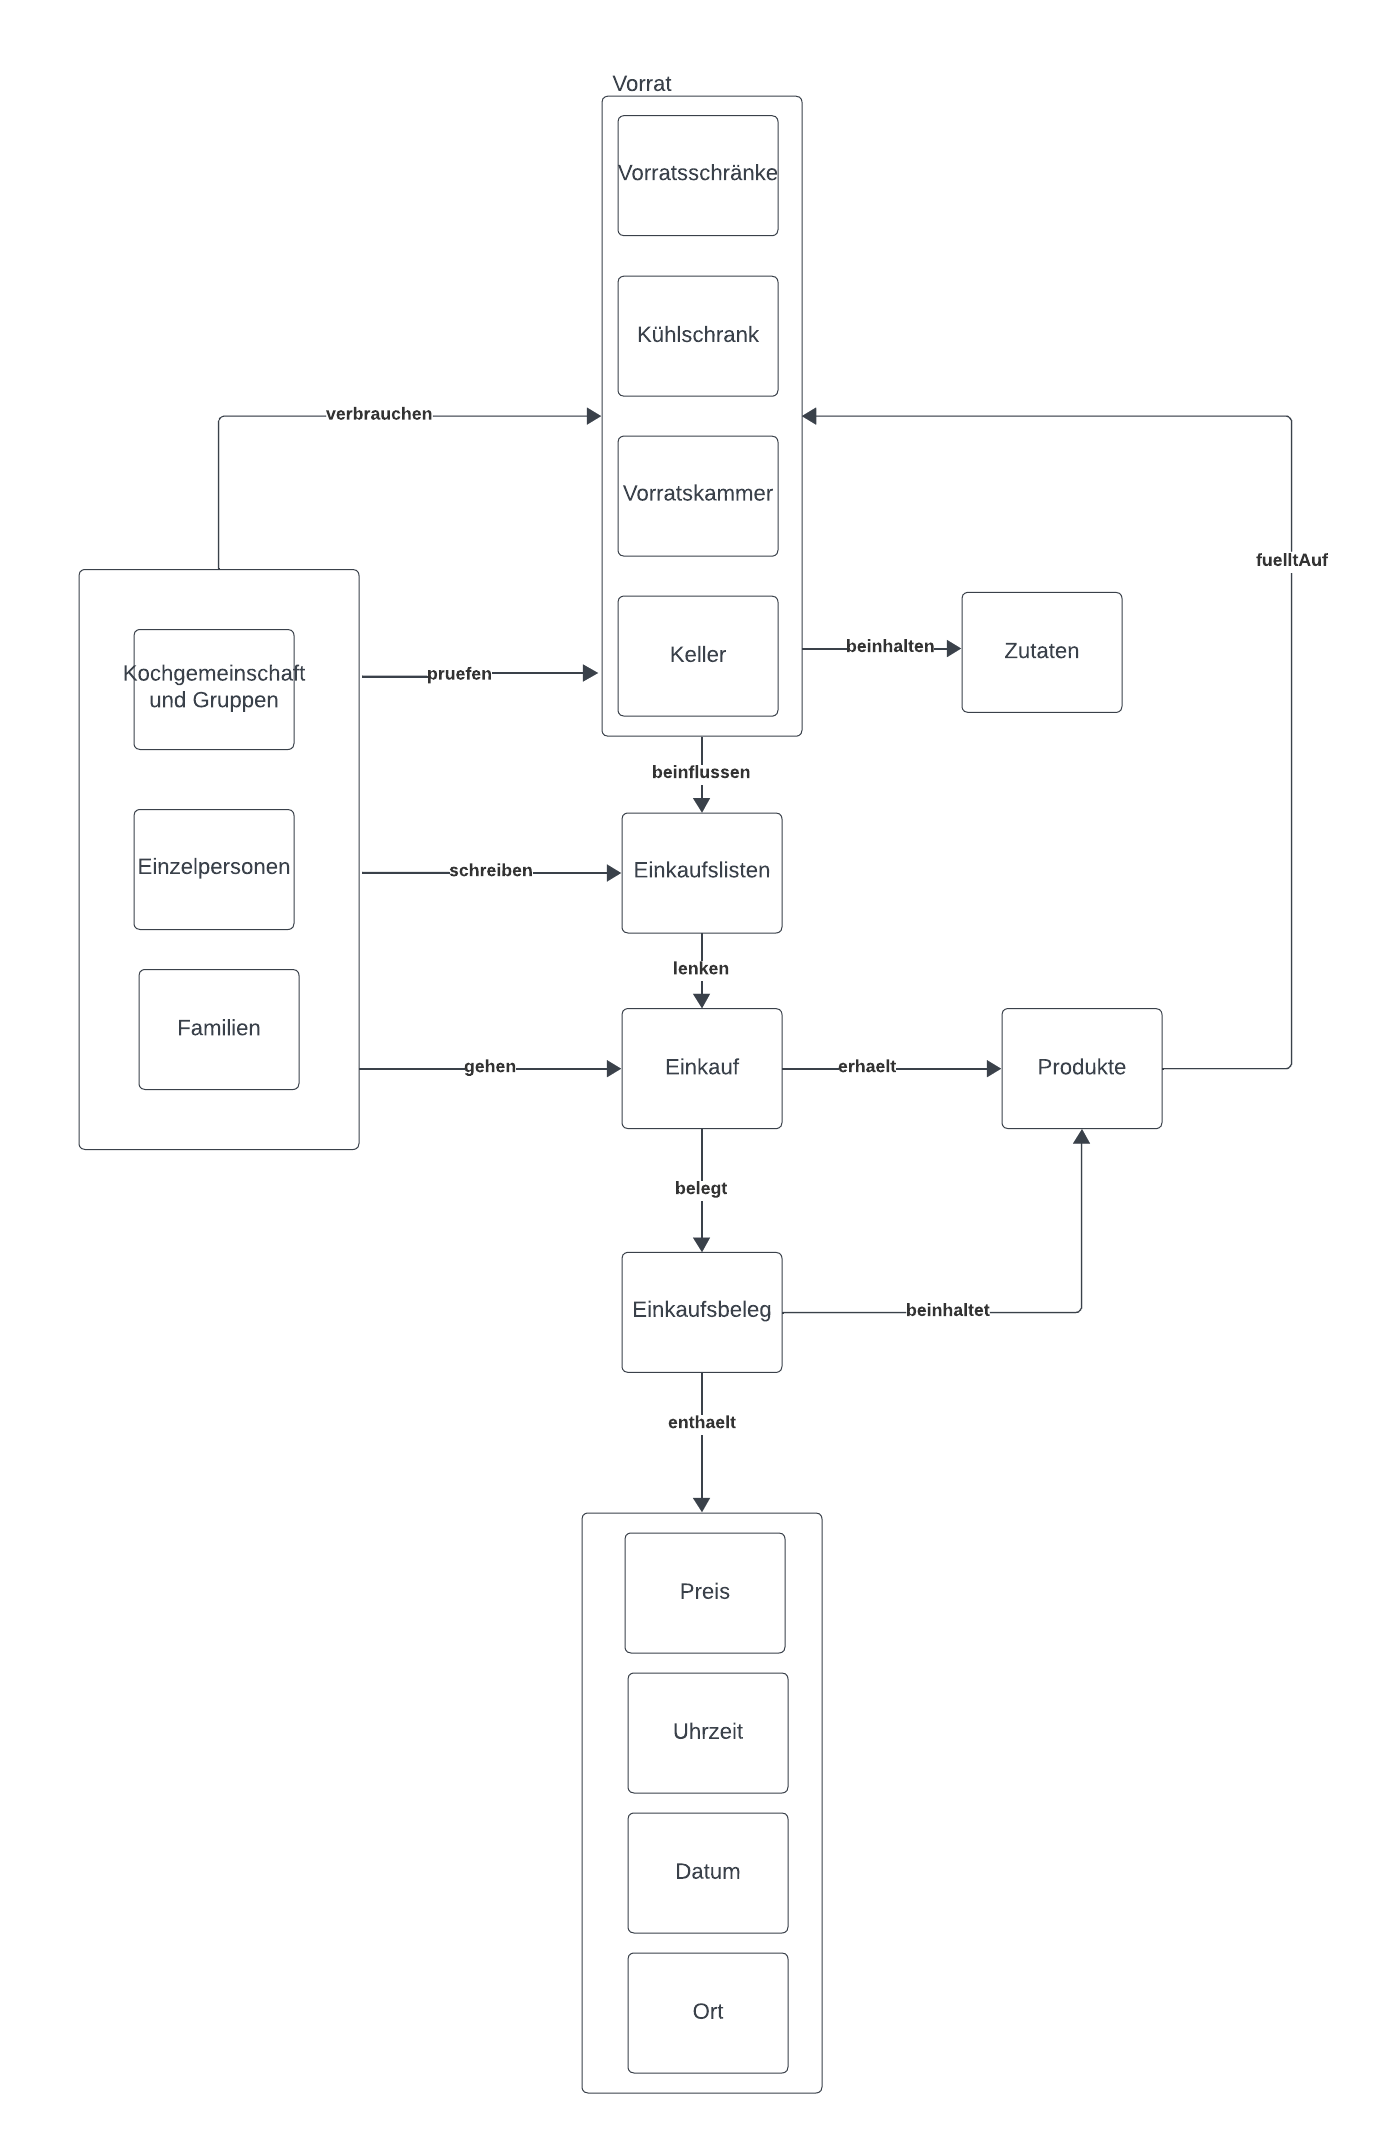 Vorrat
Vorratsschränke
Kühlschrank
verbrauchen
Vorratskammer
fuelltAuf
Kochgemeinschaft
und Gruppen
pruefen
Keller
beinhalten
Zutaten
beinflussen
Einzelpersonen
schreiben
Einkaufslisten
lenken
Familien
gehen
Einkauf
erhaelt
Produkte
belegt
Einkaufsbeleg
beinhaltet
enthaelt
Preis
Uhrzeit
Datum
Ort